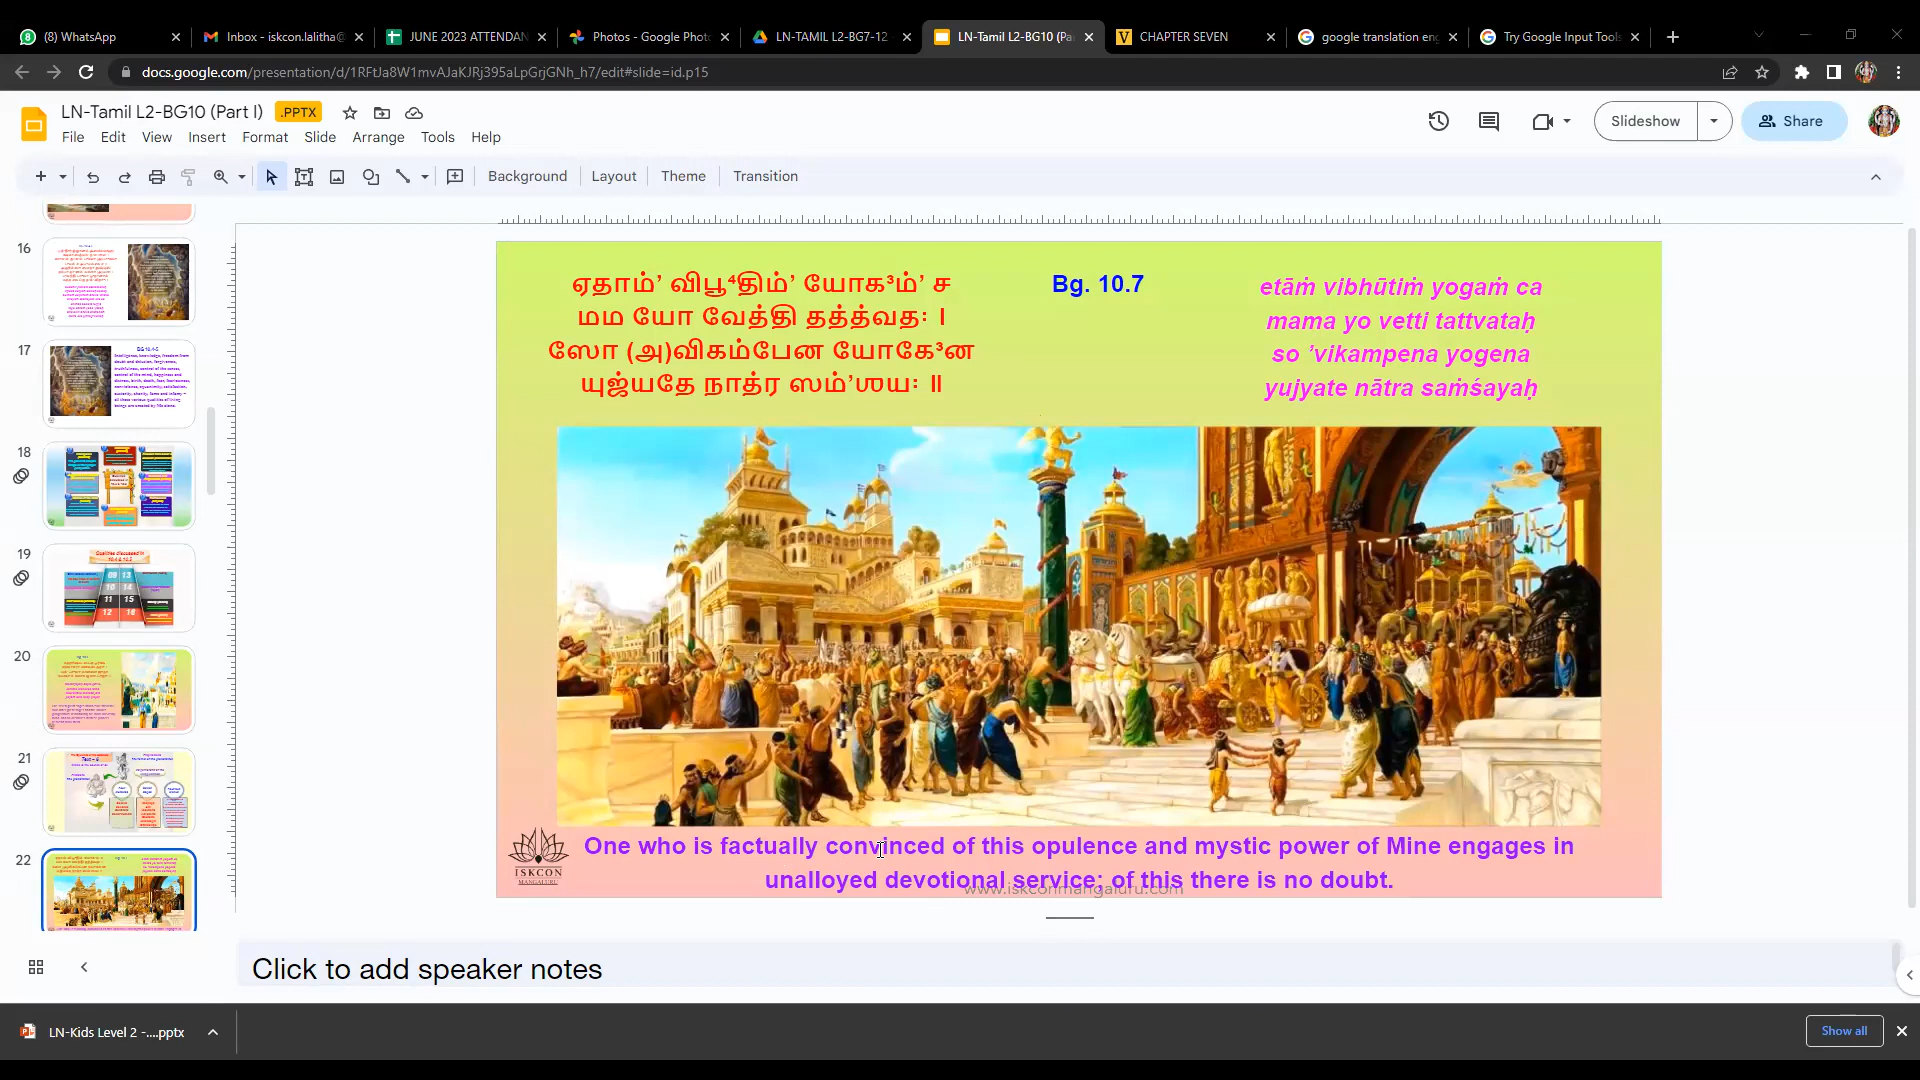 (8) WhatsApp
Inbox - iskcon.lalitha@
JUNE 2023 ATTENDAN
Photos - Google Phot
LN-TAMIL L2-BG7-12
LN-Tamil L2-BG10 (Pa
CHAPTER SEVEN
google translation en
Try Google Input Tools
docs.google.com/presentation/d/1RFtJa8W1mvAJaKJRj395aLpGrjGNh_h7/edit#slide=id.p15
LN-Tamil L2-BG10 (Part I)
.PPTX
File Edit View Insert Format Slide Arrange Tools Help
Slideshow
Share
Background Layout Theme Transition
16
17
18
19
20
21
22
ஏதாம்’ விபூ⁴திம்’ யோக³ம்’ ச
மம யோ வேத்தி தத்த்வத꞉ ।
ஸோ (அ)விகம்பேன யோகே³ன
யுஜ்யதே நாத்ர ஸம்’ஶய꞉ ॥
Bg. 10.7
etāṁ vibhūtiṁ yogaṁ ca
mama yo vetti tattvataḥ
so ’vikampena yogena
yujyate nātra saṁśayaḥ
One who is factually convinced of this opulence and mystic power of Mine engages in
unalloyed devotional service; of this there is no doubt.
ISKCON
MANGALURU
www.iskconmangaluru.com
Click to add speaker notes
LN-Kids Level 2 -....pptx
Show all